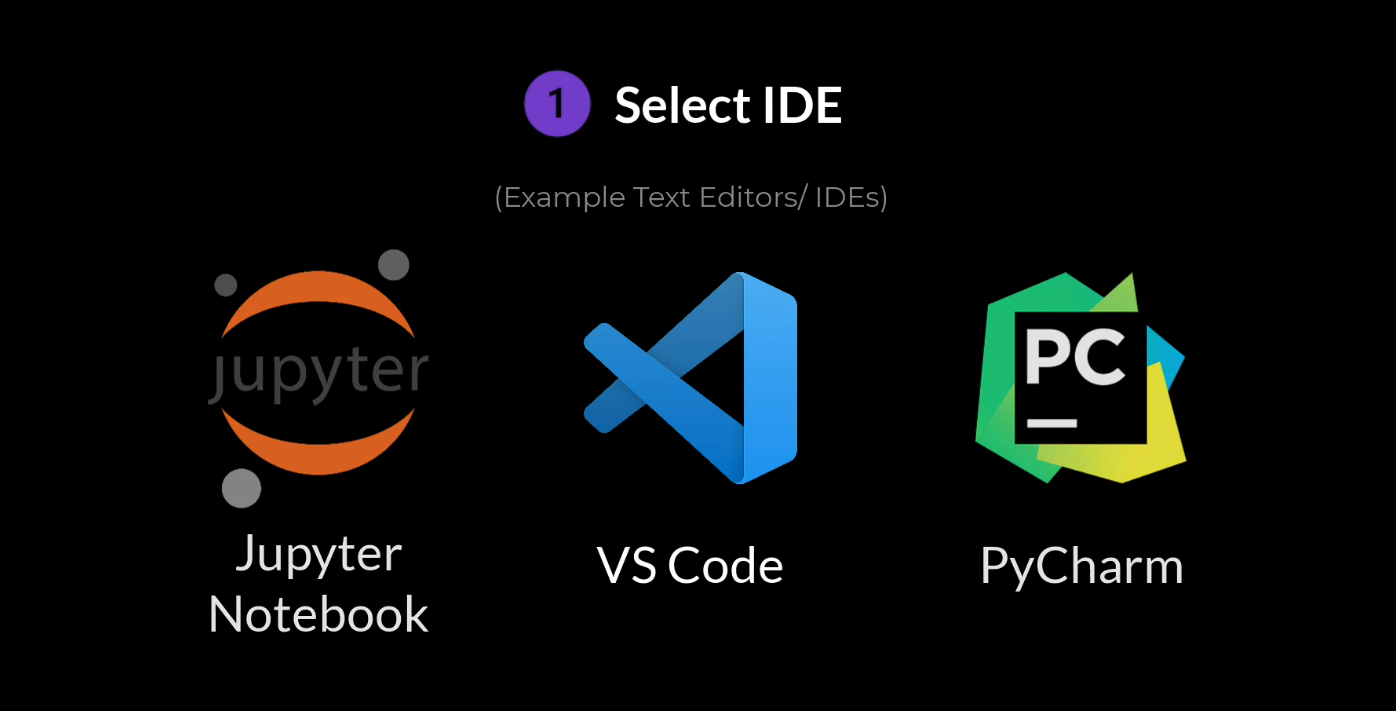 1 Select IDE
(Example Text Editors/ IDEs)
jupyter
PC
Jupyter
Notebook
VS Code
PyCharm